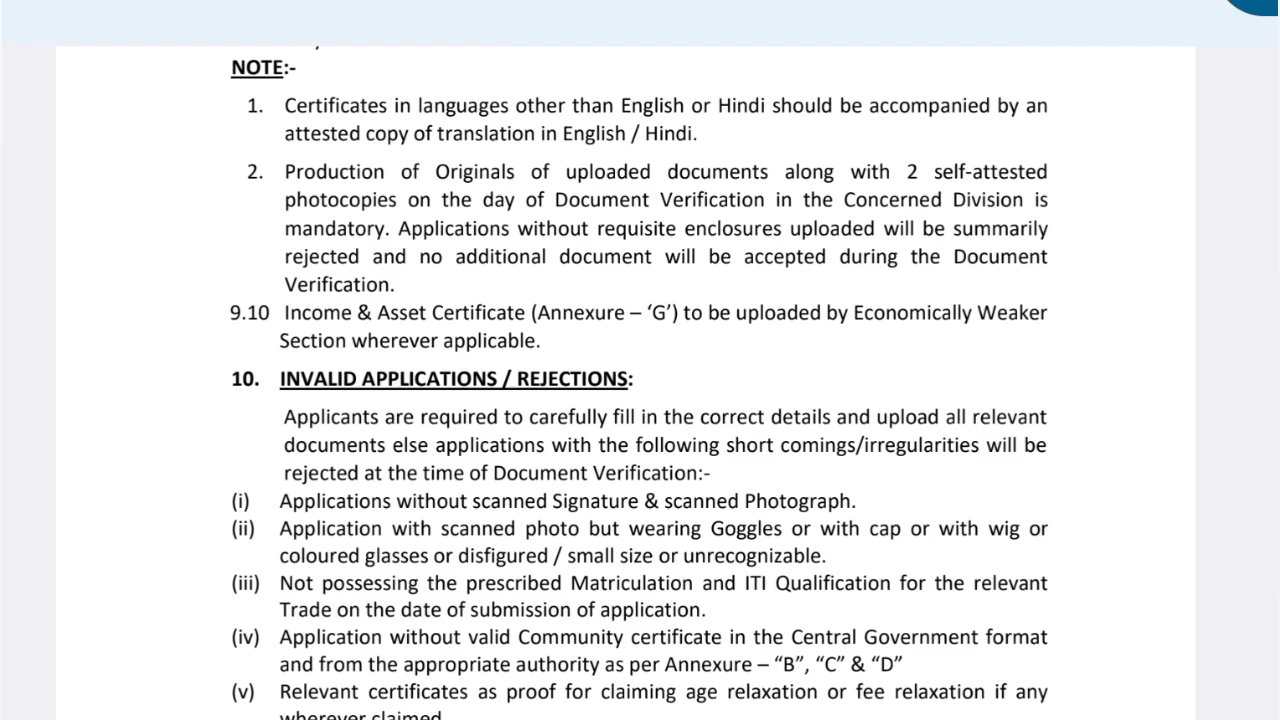 NOTE:-
1. Certificates in languages other than English or Hindi should be accompanied by an
attested copy of translation in English / Hindi.
2. Production of Originals of uploaded documents along with 2 self-attested
photocopies on the day of Document Verification in the Concerned Division is
mandatory. Applications without requisite enclosures uploaded will be summarily
rejected and no additional document will be accepted during the Document
Verification.
9.10 Income & Asset Certificate (Annexure – ‘G’) to be uploaded by Economically Weaker
Section wherever applicable.
10. INVALID APPLICATIONS / REJECTIONS:
Applicants are required to carefully fill in the correct details and upload all relevant
documents else applications with the following short comings/irregularities will be
rejected at the time of Document Verification:-
(i) Applications without scanned Signature & scanned Photograph.
(ii) Application with scanned photo but wearing Goggles or with cap or with wig or
coloured glasses or disfigured / small size or unrecognizable.
(iii) Not possessing the prescribed Matriculation and ITI Qualification for the relevant
Trade on the date of submission of application.
(iv) Application without valid Community certificate in the Central Government format
and from the appropriate authority as per Annexure – “B”, “C” & “D”
(v) Relevant certificates as proof for claiming age relaxation or fee relaxation if any
wherever claimed